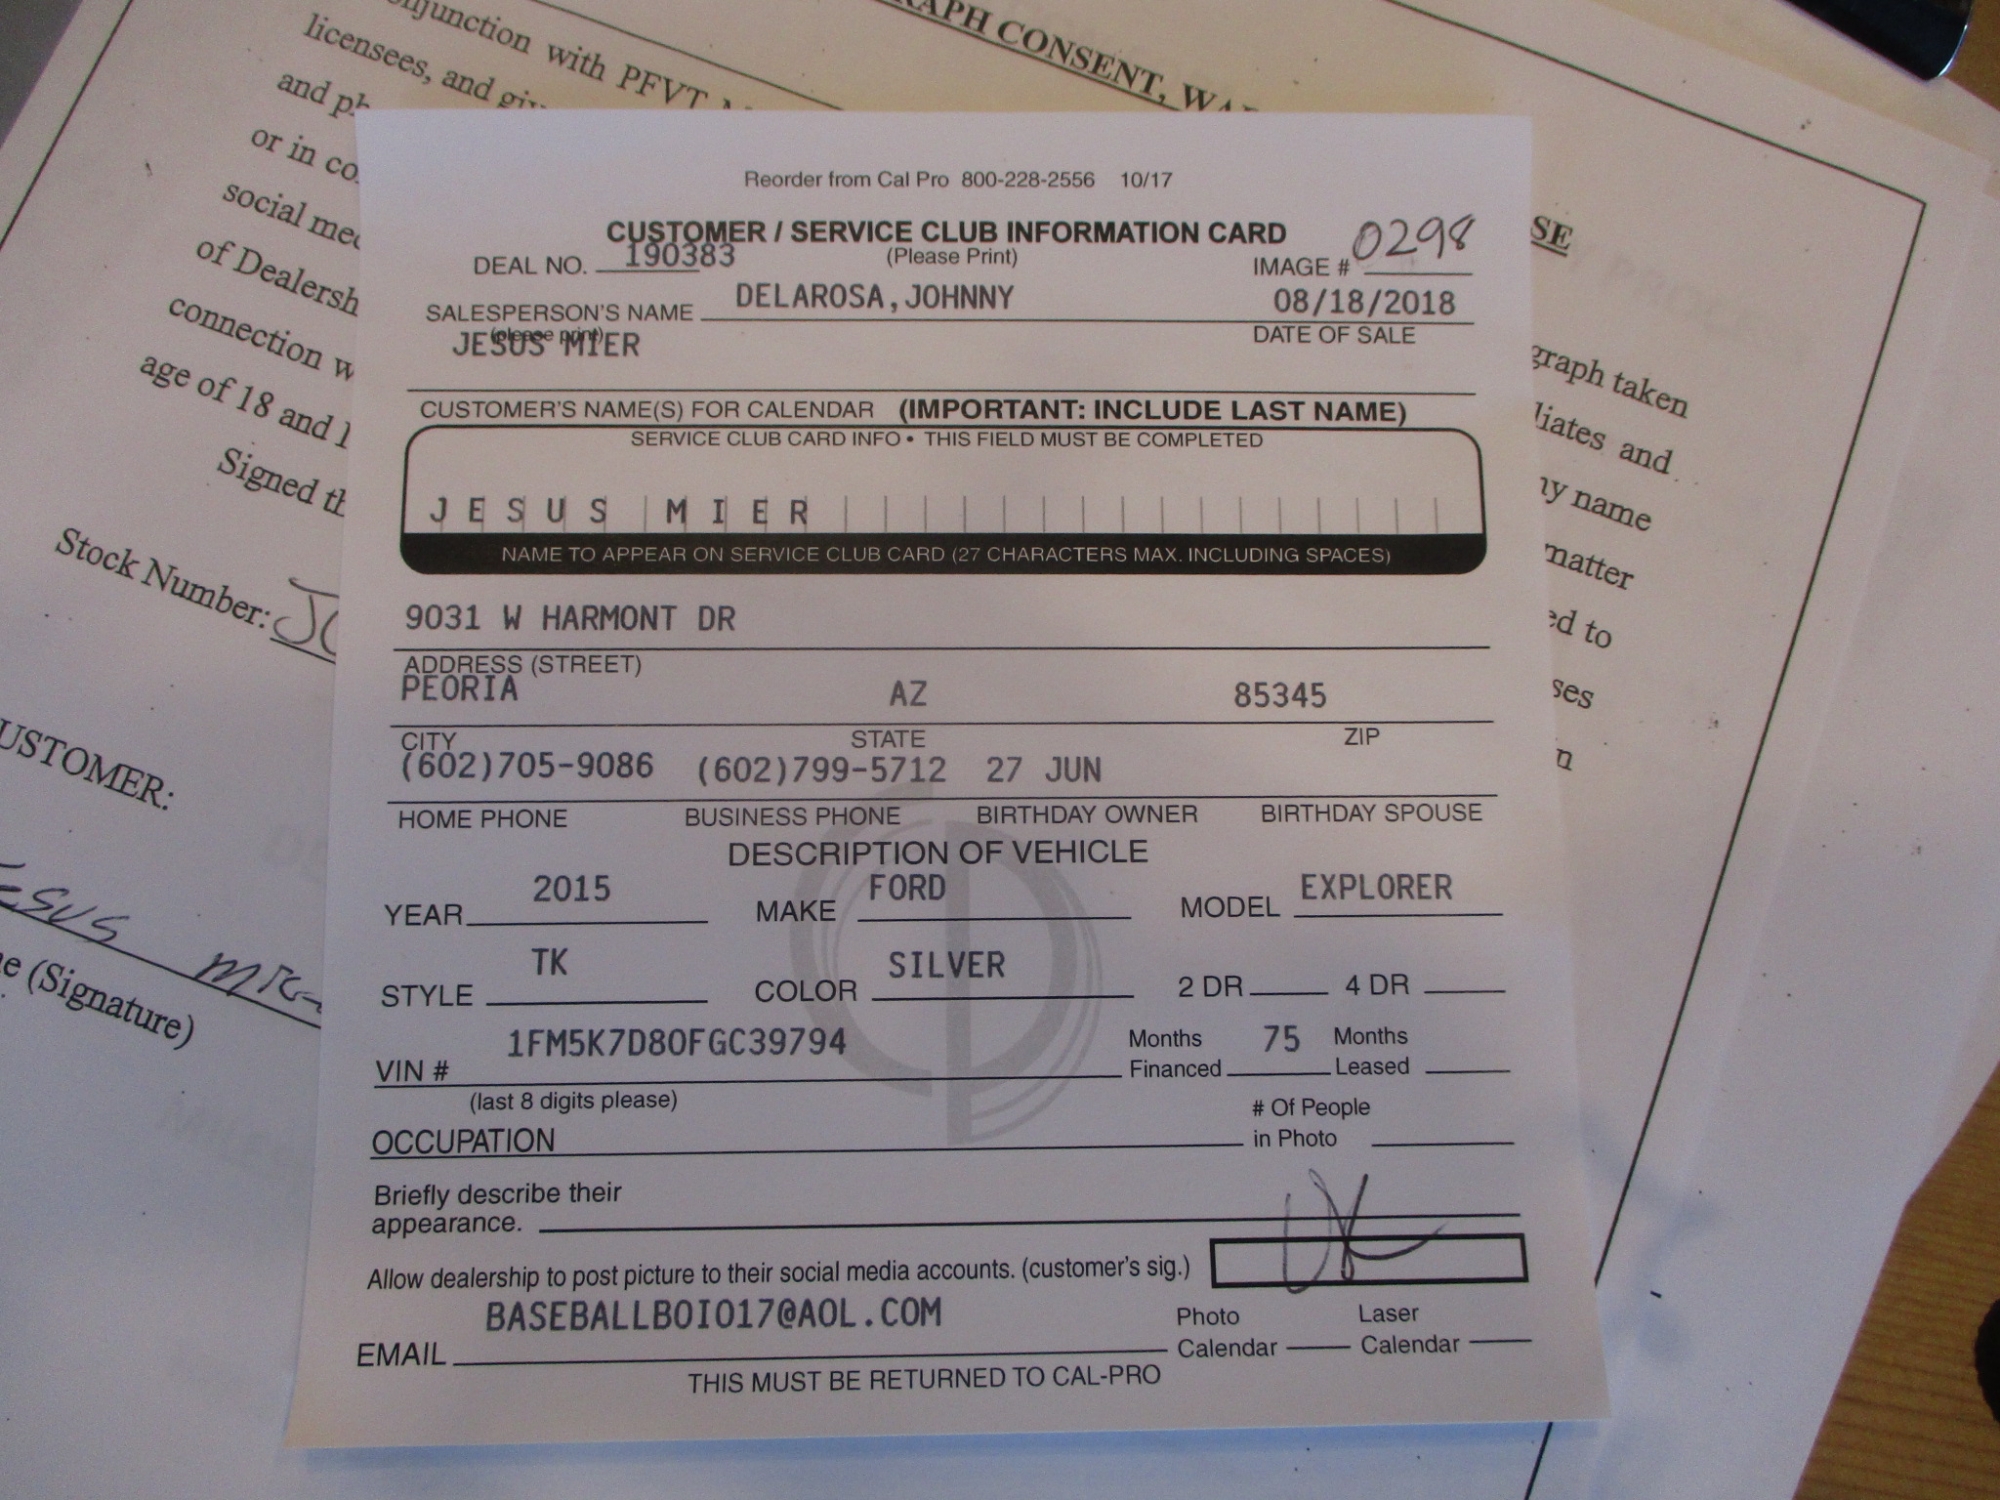 njunction with PFVT
licensees, and giv
and ph
or in co
social med
of Dealersh
connection w
age of 18 and
Signed th
Stock Number:
USTOMER:
ESUS
e (Signature)
RAPH CONSENT, WA
SE
graph taken
liates and
ny name
matter
ed to
ses
n
Reorder from Cal Pro 800-228-2556 10/17
CUSTOMER / SERVICE CLUB INFORMATION CARD
DEAL NO. 190383 (Please Print) IMAGE # 0298
SALESPERSON'S NAME DELAROSA,JOHNNY 08/18/2018
(please print) DATE OF SALE
JESUS MIER
CUSTOMER'S NAME(S) FOR CALENDAR (IMPORTANT: INCLUDE LAST NAME)
SERVICE CLUB CARD INFO • THIS FIELD MUST BE COMPLETED
JESUS MIER
NAME TO APPEAR ON SERVICE CLUB CARD (27 CHARACTERS MAX. INCLUDING SPACES)
9031 W HARMONT DR
ADDRESS (STREET)
PEORIA AZ 85345
CITY STATE ZIP
(602)705-9086 (602)799-5712 27 JUN
HOME PHONE BUSINESS PHONE BIRTHDAY OWNER BIRTHDAY SPOUSE
DESCRIPTION OF VEHICLE
YEAR 2015 MAKE FORD MODEL EXPLORER
STYLE TK COLOR SILVER 2 DR 4 DR
VIN # 1FM5K7D80FGC39794 Months Financed 75 Months Leased
(last 8 digits please)
OCCUPATION # Of People in Photo
Briefly describe their
appearance.
Allow dealership to post picture to their social media accounts. (customer's sig.)
EMAIL BASEBALLBOI017@AOL.COM Photo Calendar Laser Calendar
THIS MUST BE RETURNED TO CAL-PRO